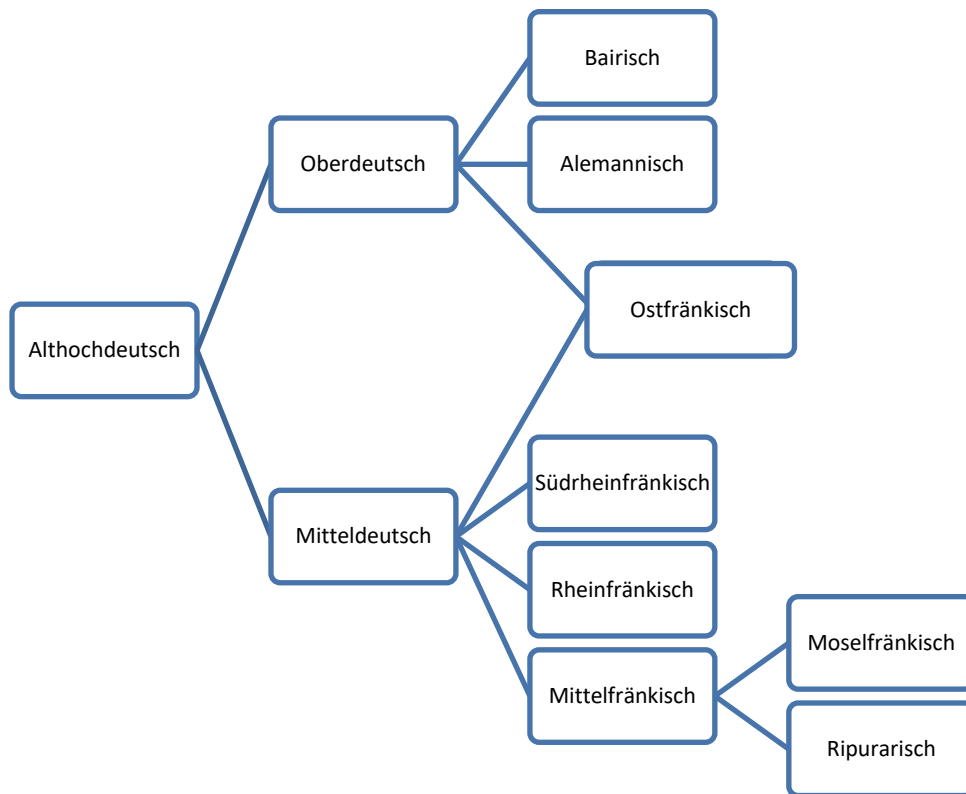 Bairisch
Oberdeutsch
Alemannisch
Ostfränkisch
Althochdeutsch
Südrheinfränkisch
Mitteldeutsch
Rheinfränkisch
Moselfränkisch
Mittelfränkisch
Ripurarisch